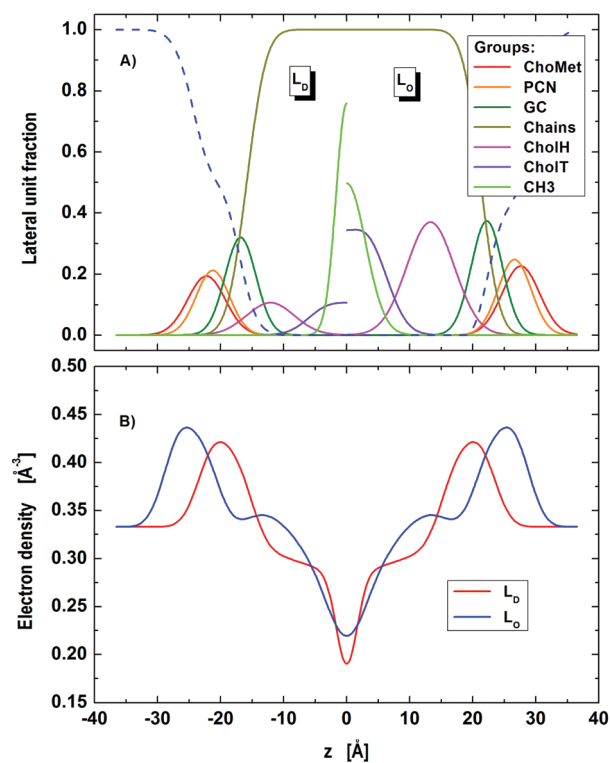 A)
L_D
L_O
Groups:
ChoMet
PCN
GC
Chains
CholH
CholT
CH3
Lateral unit fraction
1.0
0.8
0.6
0.4
0.2
0.0
B)
Electron density [Å⁻³]
0.50
0.45
0.40
0.35
0.30
0.25
0.20
0.15
L_D
L_O
-40 -30 -20 -10 0 10 20 30 40
z [Å]